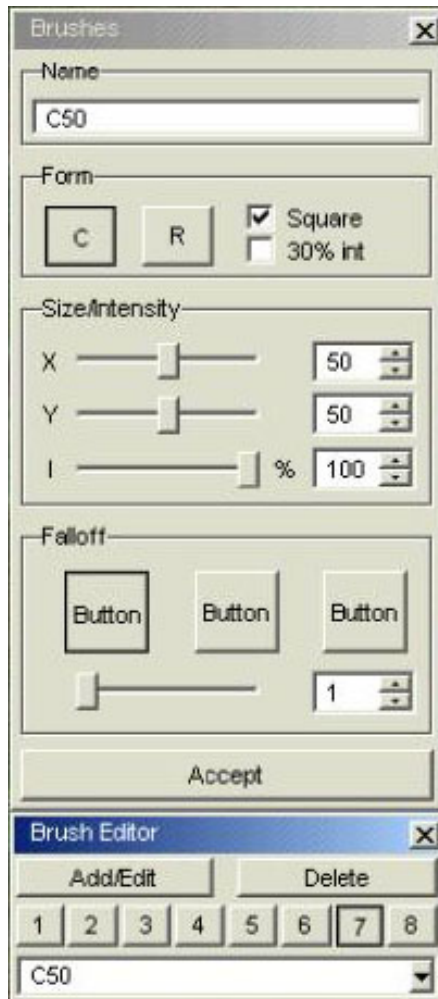 Brushes
Name
C50
Form
C R Square
30% int
Size/Intensity
X 50
Y 50
I % 100
Falloff
Button Button Button
1
Accept
Brush Editor
Add/Edit Delete
1 2 3 4 5 6 7 8
C50